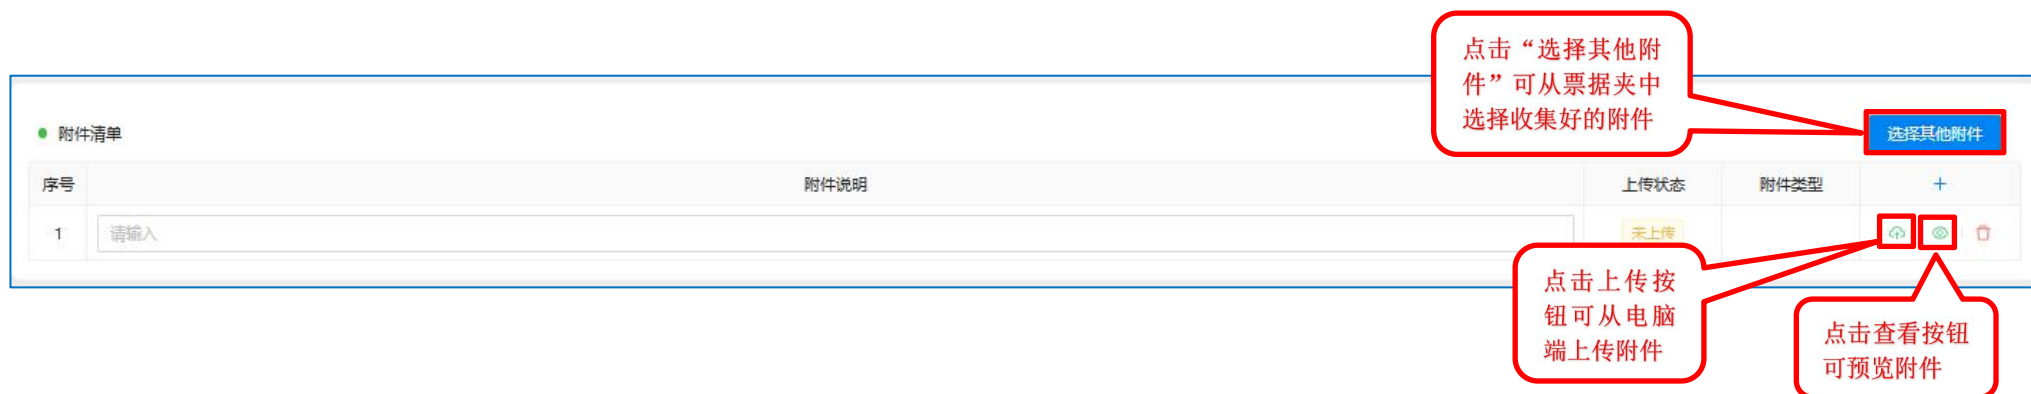 点击“选择其他附
件”可从票据夹中
选择收集好的附件
附件清单
选择其他附件
序号 附件说明 上传状态 附件类型 +
1 请输入 未上传
点击上传按
钮可从电脑
端上传附件
点击查看按钮
可预览附件